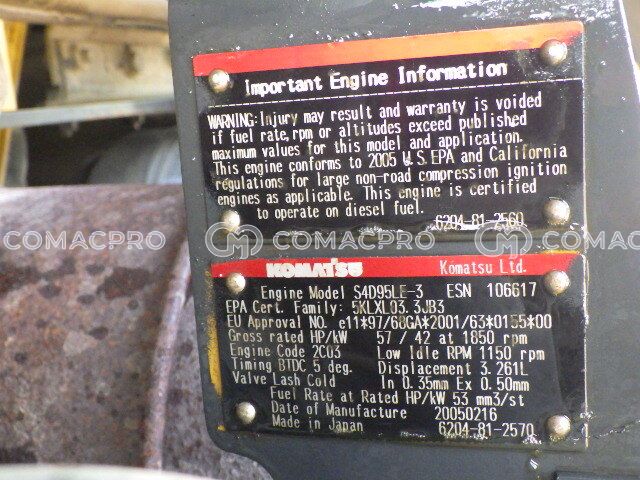 Important Engine Information
WARNING: Injury may result and warranty is voided
if fuel rate, rpm or altitudes exceed published
maximum values for this model and application.
This engine conforms to 2005 U.S.EPA and California
regulations for large non-road compression ignition
engines as applicable. This engine is certified
to operate on diesel fuel.
6204-81-2560
COMACPRO COMACPRO COMACPRO
KOMATSU Komatsu Ltd.
Engine Model S4D95LE-3 ESN 106617
EPA Cert. Family: 5KLXL03.3JB3
EU Approval NO. e11*97/68GA*2001/63*0155*00
Gross rated HP/kW 57 / 42 at 1850 rpm
Engine Code 2C03 Low Idle RPM 1150 rpm
Timing BTDC 5 deg. Displacement 3.261L
Valve Lash Cold In 0.35mm Ex 0.50mm
Fuel Rate at Rated HP/kW 53 mm3/st
Date of Manufacture 20050216
Made in Japan 6204-81-2570